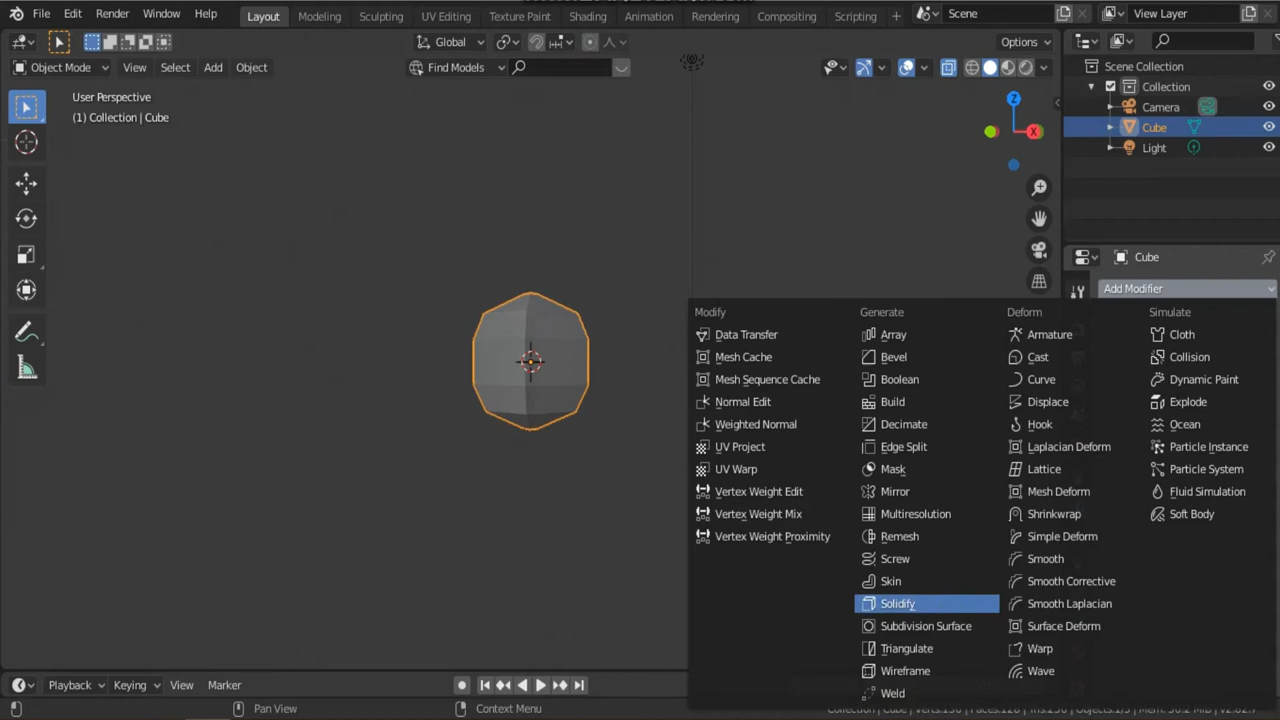 File Edit Render Window Help Layout Modeling Sculpting UV Editing Texture Paint Shading Animation Rendering Compositing Scripting + Scene View Layer
Global Options
Object Mode View Select Add Object Find Models Scene Collection
User Perspective
(1) Collection | Cube
Z
X
Collection
Camera
Cube
Light
Cube
Add Modifier
Modify Generate Deform Simulate
Data Transfer Array Armature Cloth
Mesh Cache Bevel Cast Collision
Mesh Sequence Cache Boolean Curve Dynamic Paint
Normal Edit Build Displace Explode
Weighted Normal Decimate Hook Ocean
UV Project Edge Split Laplacian Deform Particle Instance
UV Warp Mask Lattice Particle System
Vertex Weight Edit Mirror Mesh Deform Fluid Simulation
Vertex Weight Mix Multiresolution Shrinkwrap Soft Body
Vertex Weight Proximity Remesh Simple Deform
Screw Smooth
Skin Smooth Corrective
Solidify Smooth Laplacian
Subdivision Surface Surface Deform
Triangulate Warp
Wireframe Wave
Weld
Playback Keying View Marker
Pan View Context Menu